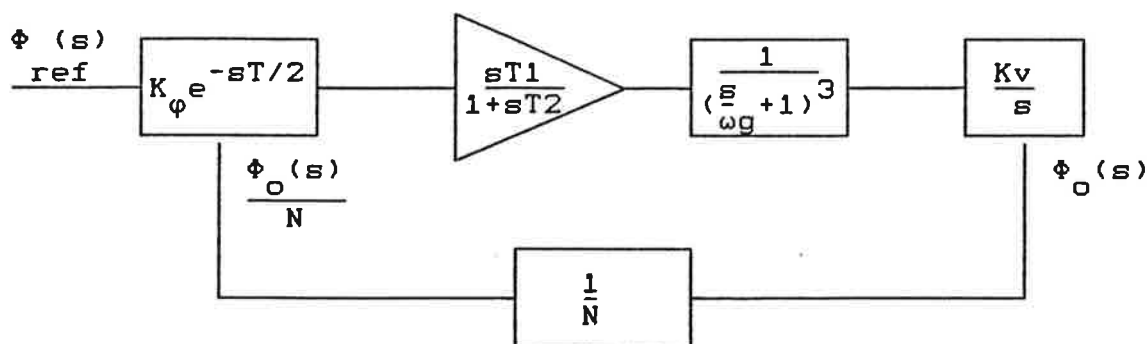 Φ (s)
ref
K_φ e^{-sT/2}
sT1
1+sT2
1
(s/ωg +1)^3
Kv
s
Φ_o(s)
N
Φ_o(s)
1
N